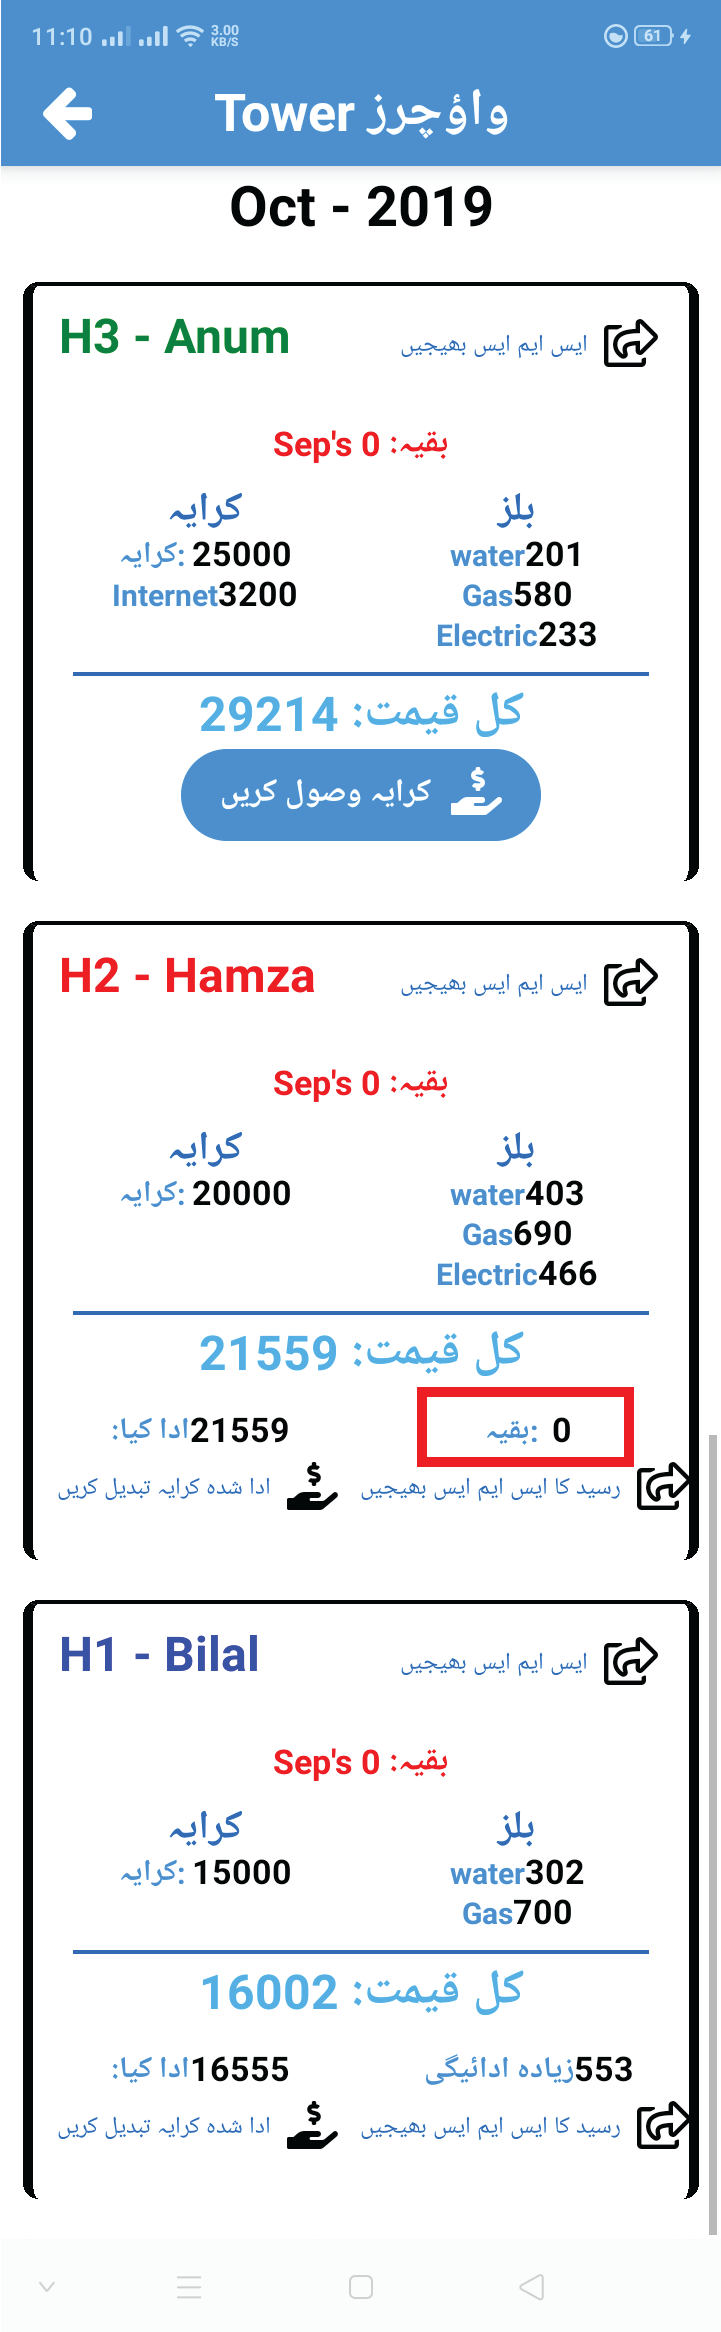 11:10 3.00 KB/S 61
Tower واؤچرز
Oct - 2019
H3 - Anum ایس ایم ایس بھیجیں
Sep's 0 :بقیہ
کرایہ بلز
کرایہ: 25000 water201
Internet3200 Gas580
Electric233
کل قیمت: 29214
کرایہ وصول کریں
H2 - Hamza ایس ایم ایس بھیجیں
Sep's 0 :بقیہ
کرایہ بلز
کرایہ: 20000 water403
Gas690
Electric466
کل قیمت: 21559
ادا کیا: 21559 بقیہ: 0
ادا شدہ کرایہ تبدیل کریں رسید کا ایس ایم ایس بھیجیں
H1 - Bilal ایس ایم ایس بھیجیں
Sep's 0 :بقیہ
کرایہ بلز
کرایہ: 15000 water302
Gas700
کل قیمت: 16002
ادا کیا: 16555 زیادہ ادائیگی553
ادا شدہ کرایہ تبدیل کریں رسید کا ایس ایم ایس بھیجیں